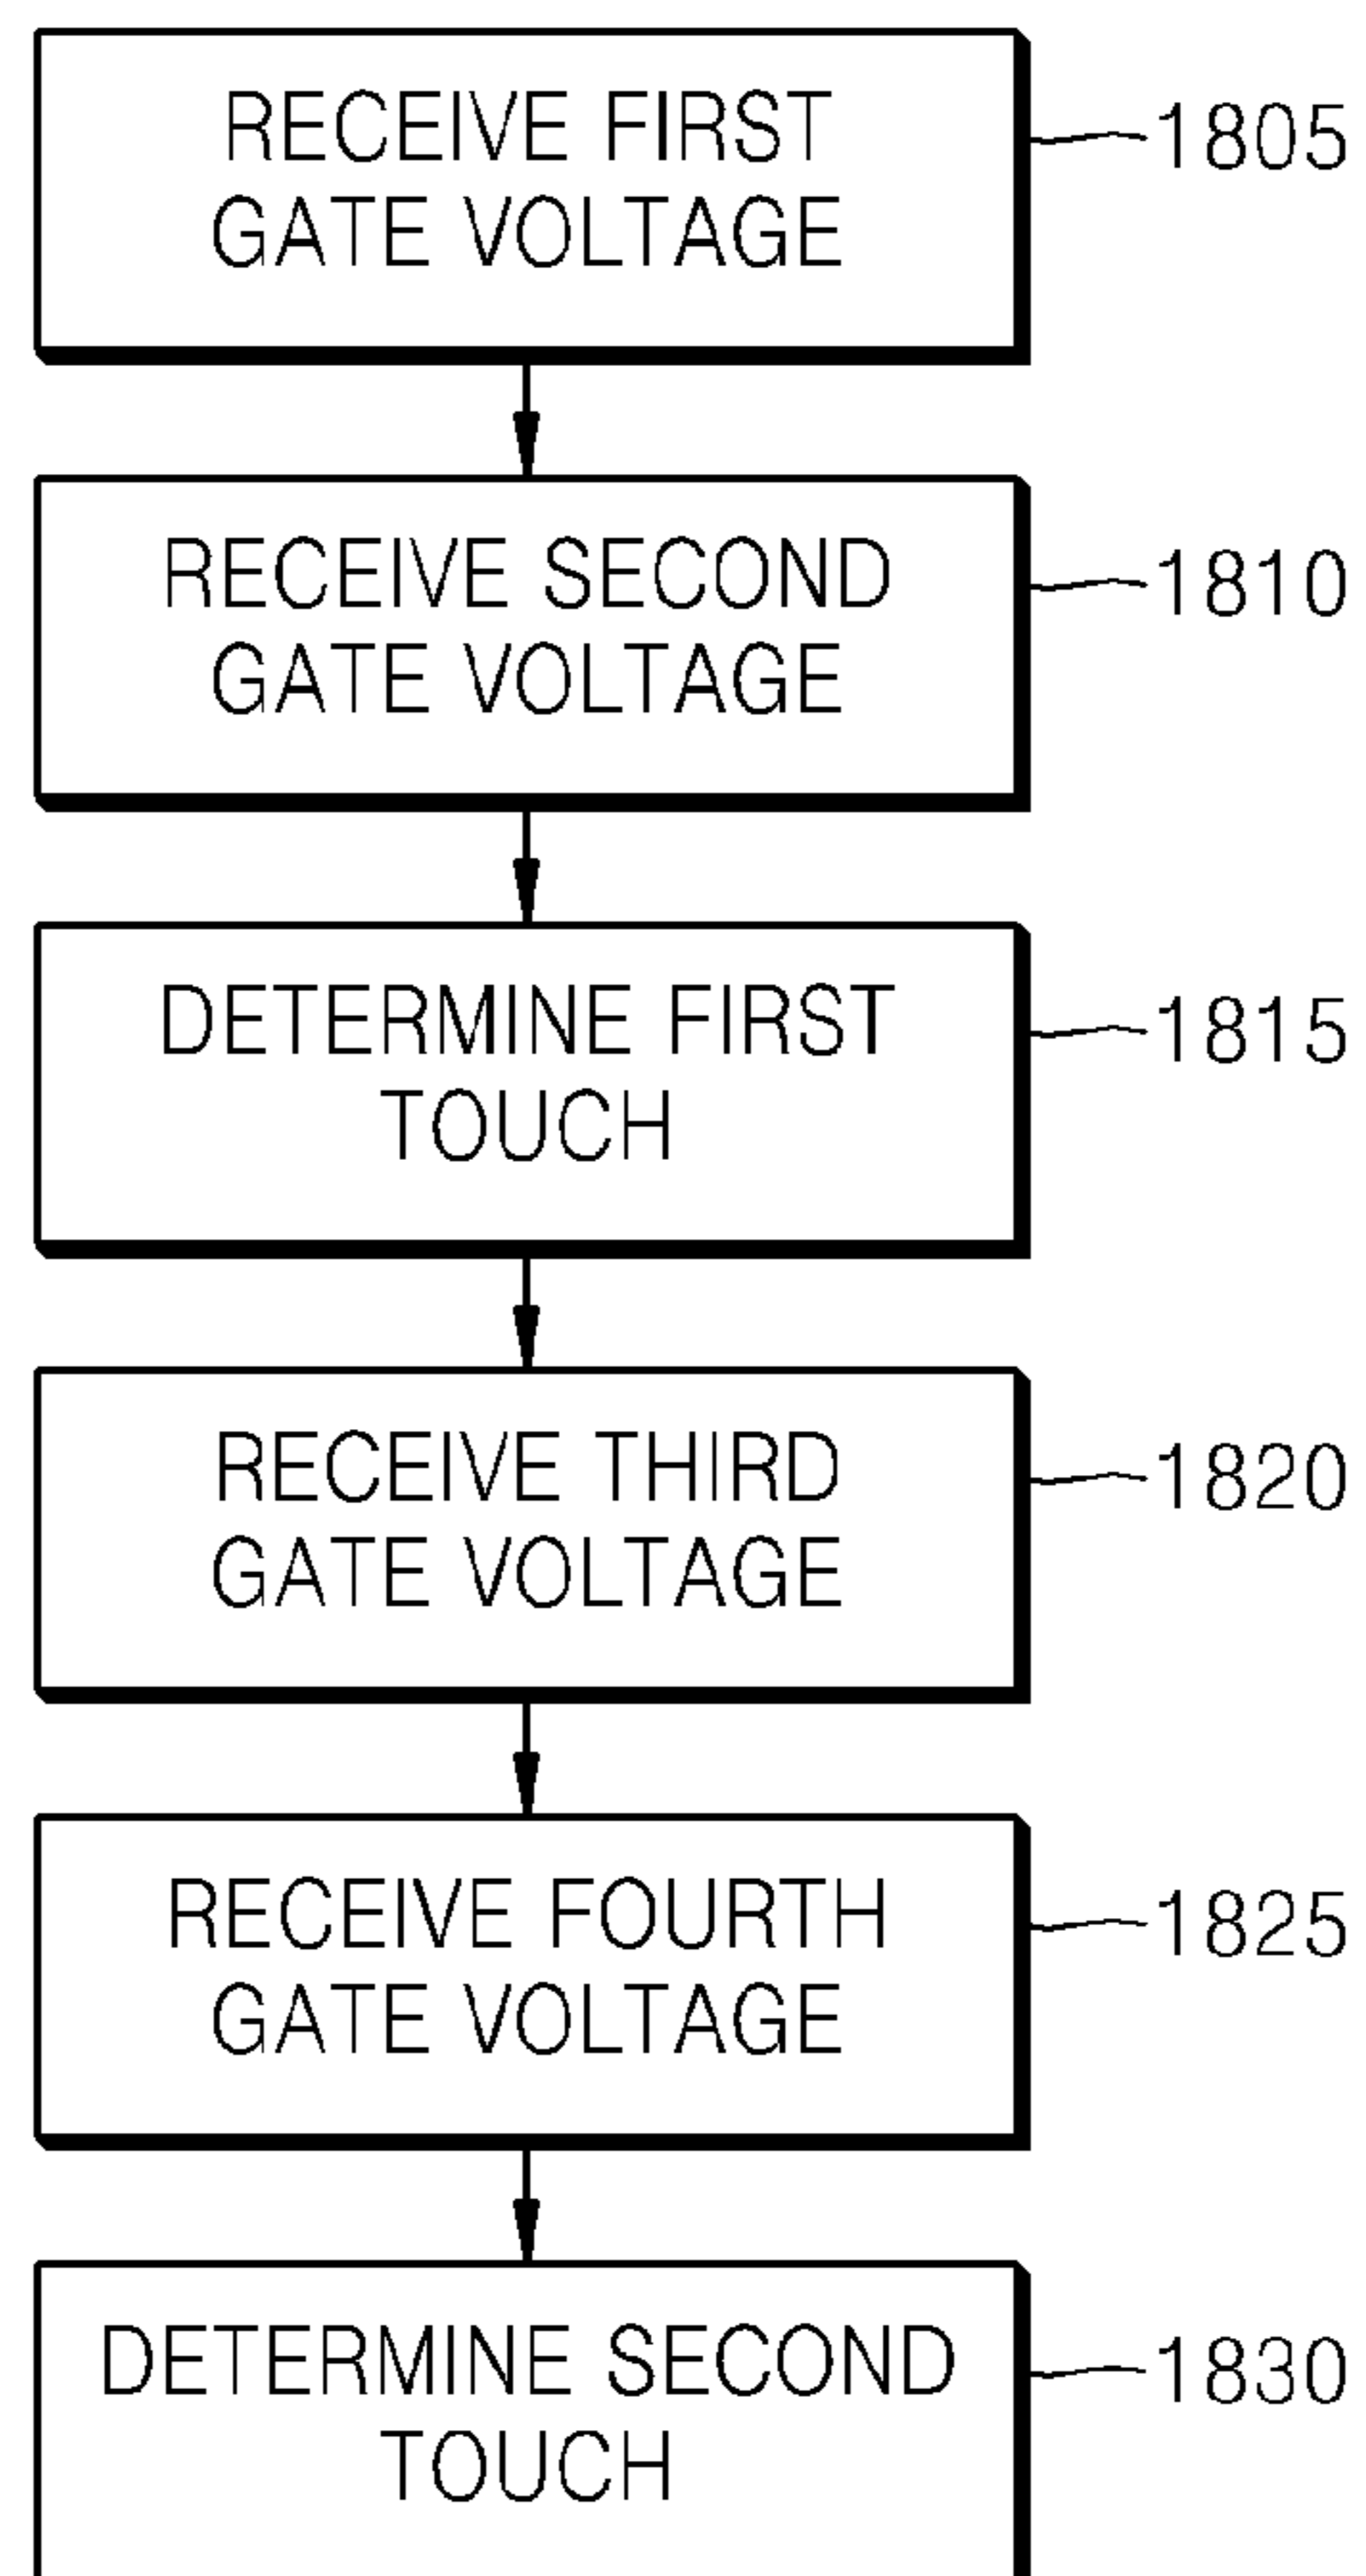 RECEIVE FIRST
GATE VOLTAGE
1805
RECEIVE SECOND
GATE VOLTAGE
1810
DETERMINE FIRST
TOUCH
1815
RECEIVE THIRD
GATE VOLTAGE
1820
RECEIVE FOURTH
GATE VOLTAGE
1825
DETERMINE SECOND
TOUCH
1830